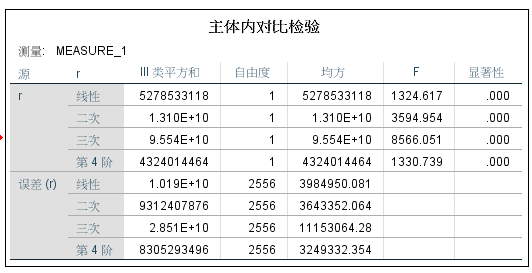 主体内对比检验
测量: MEASURE_1
源 r III 类平方和 自由度 均方 F 显著性
r 线性 5278533118 1 5278533118 1324.617 .000
二次 1.310E+10 1 1.310E+10 3594.954 .000
三次 9.554E+10 1 9.554E+10 8566.051 .000
第 4 阶 4324014464 1 4324014464 1330.739 .000
误差 (r) 线性 1.019E+10 2556 3984950.081
二次 9312407876 2556 3643352.064
三次 2.851E+10 2556 11153064.28
第 4 阶 8305293496 2556 3249332.354